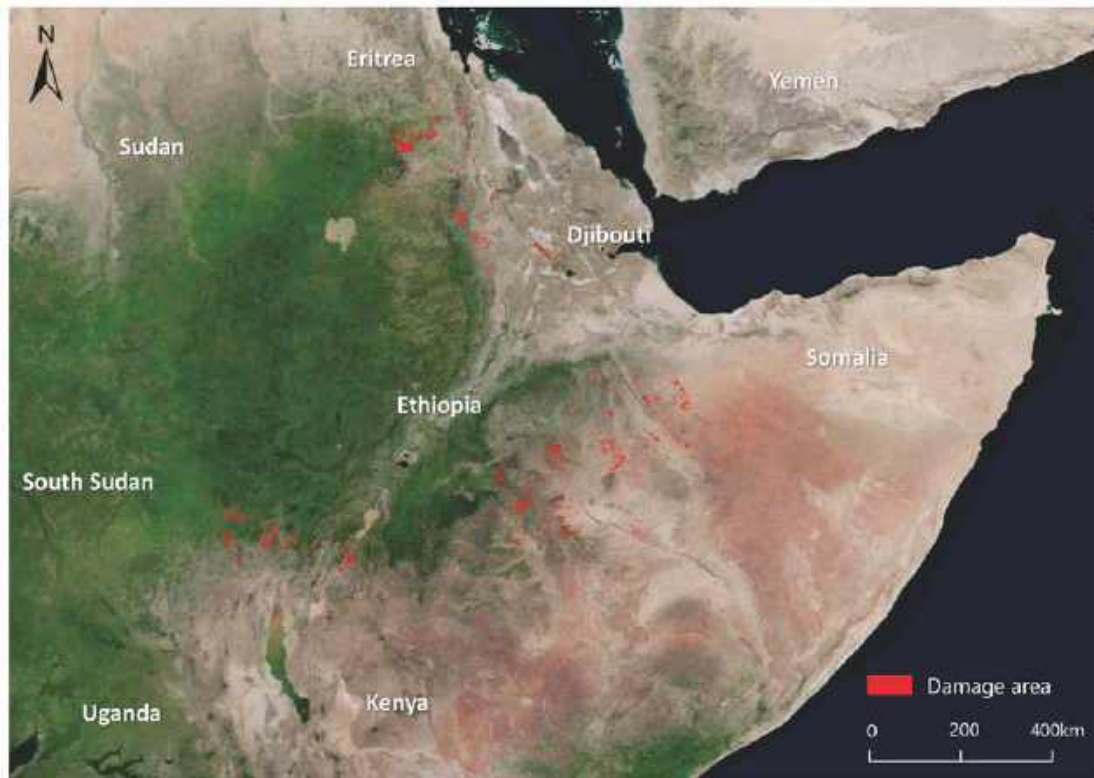 N
Eritrea
Yemen
Sudan
Djibouti
Somalia
Ethiopia
South Sudan
Damage area
Uganda
Kenya
0 200 400km